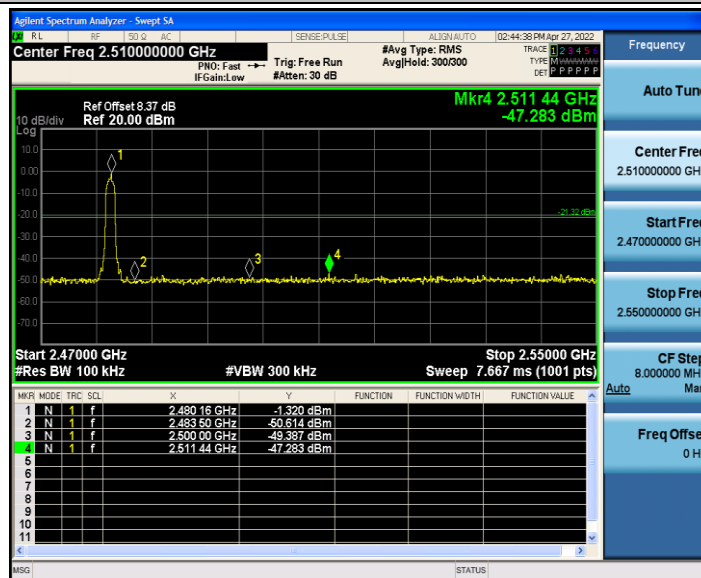 Agilent Spectrum Analyzer - Swept SA
RL RF 50 Ω AC SENSE:PULSE ALIGN AUTO 02:44:38 PM Apr 27, 2022
Center Freq 2.510000000 GHz
PNO: Fast
IFGain:Low
Trig: Free Run
#Atten: 30 dB
#Avg Type: RMS
Avg|Hold: 300/300
TRACE 1 2 3 4 5 6
TYPE M
DET P P P P P P
Mkr4 2.511 44 GHz
-47.283 dBm
Ref Offset 8.37 dB
10 dB/div Ref 20.00 dBm
Log
10.0
0.00
-10.0
-20.0
-30.0
-40.0
-50.0
-60.0
-70.0
1
2
3
4
-21.32 dBm
Start 2.47000 GHz Stop 2.55000 GHz
#Res BW 100 kHz #VBW 300 kHz Sweep 7.667 ms (1001 pts)
MKR MODE TRC SCL X Y FUNCTION FUNCTION WIDTH FUNCTION VALUE
1 N 1 f 2.480 16 GHz -1.320 dBm
2 N 1 f 2.483 50 GHz -50.614 dBm
3 N 1 f 2.500 00 GHz -49.387 dBm
4 N 1 f 2.511 44 GHz -47.283 dBm
5
6
7
8
9
10
11
MSG STATUS
Frequency
Auto Tun
Center Fre
2.510000000 GH
Start Fre
2.470000000 GH
Stop Fre
2.550000000 GH
CF Step
8.000000 MH
Auto Ma
Freq Offse
0 H